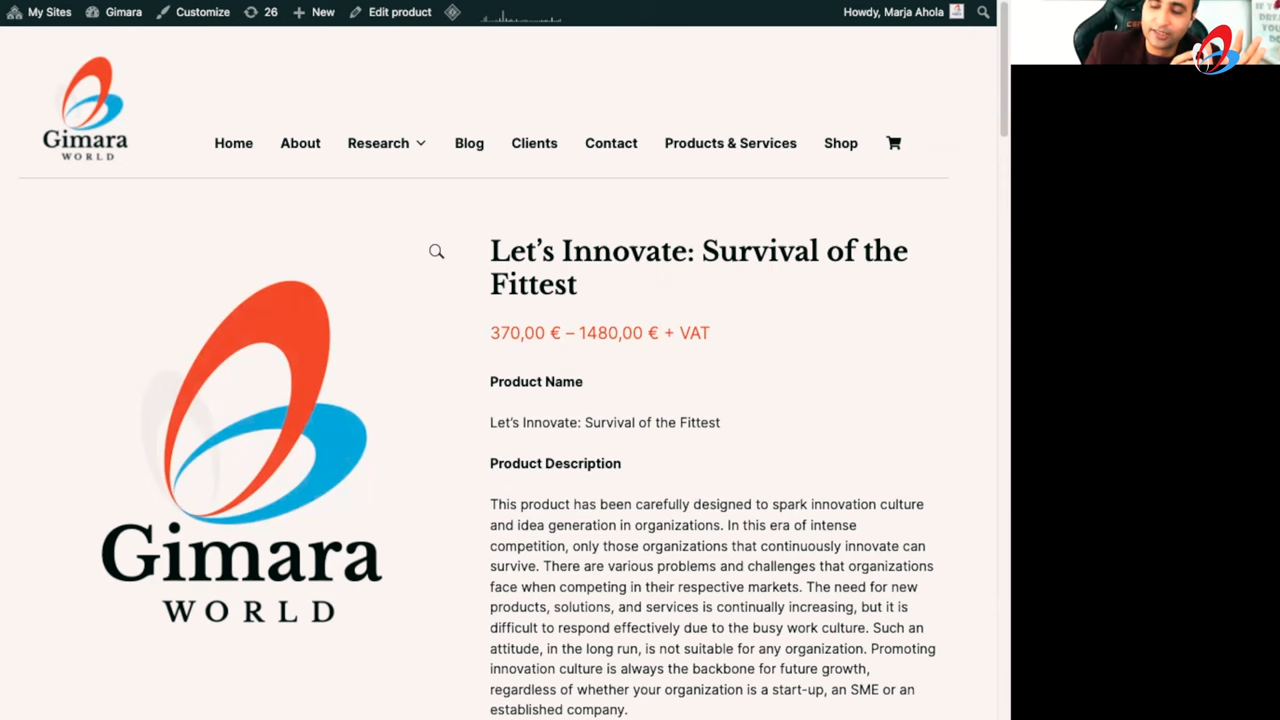 My Sites Gimara Customize 26 New Edit product Howdy, Marja Ahola
Gimara
WORLD
Home About Research Blog Clients Contact Products & Services Shop
Let’s Innovate: Survival of the
Fittest
370,00 € – 1480,00 € + VAT
Product Name
Let’s Innovate: Survival of the Fittest
Product Description
This product has been carefully designed to spark innovation culture
and idea generation in organizations. In this era of intense
competition, only those organizations that continuously innovate can
survive. There are various problems and challenges that organizations
face when competing in their respective markets. The need for new
products, solutions, and services is continually increasing, but it is
difficult to respond effectively due to the busy work culture. Such an
attitude, in the long run, is not suitable for any organization. Promoting
innovation culture is always the backbone for future growth,
regardless of whether your organization is a start-up, an SME or an
established company.
Gimara
WORLD